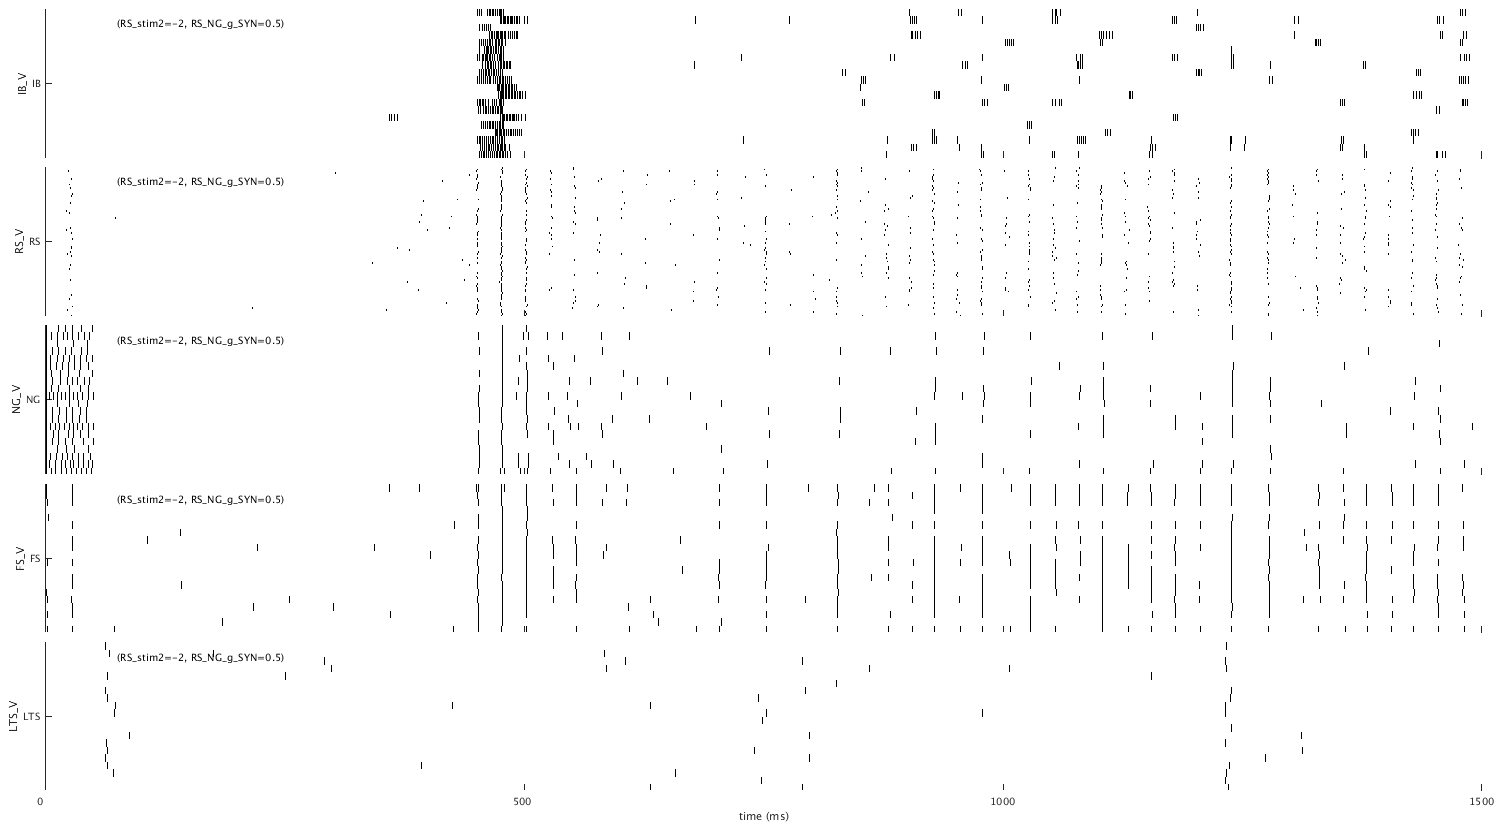 (RS_stim2=-2, RS_NG_g_SYN=0.5)
IB_V
IB
(RS_stim2=-2, RS_NG_g_SYN=0.5)
RS_V
RS
(RS_stim2=-2, RS_NG_g_SYN=0.5)
NG_V
NG
(RS_stim2=-2, RS_NG_g_SYN=0.5)
FS_V
FS
(RS_stim2=-2, RS_NG_g_SYN=0.5)
LTS_V
LTS
0 500 1000 1500
time (ms)